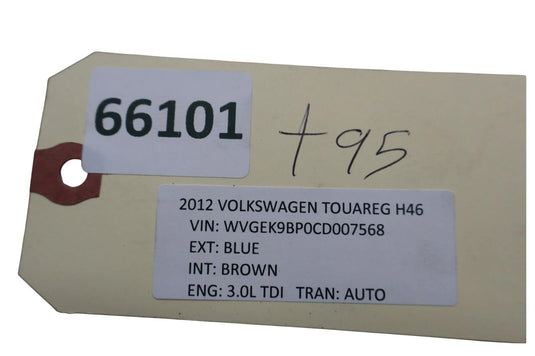 66101
+95
2012 VOLKSWAGEN TOUAREG H46
VIN: WVGEK9BP0CD007568
EXT: BLUE
INT: BROWN
ENG: 3.0L TDI TRAN: AUTO